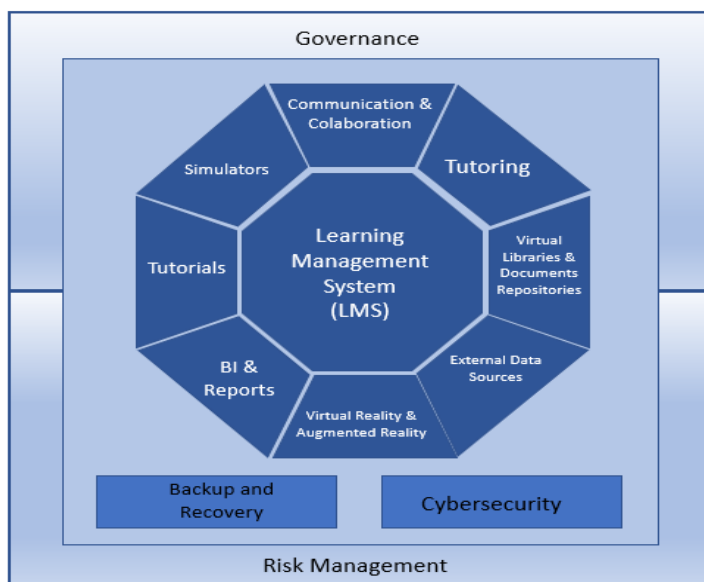 Governance
Communication &
Colaboration
Tutoring
Simulators
Virtual
Libraries &
Documents
Repositories
Learning
Management
System
(LMS)
Tutorials
External Data
Sources
BI &
Reports
Virtual Reality &
Augmented Reality
Backup and
Recovery
Cybersecurity
Risk Management